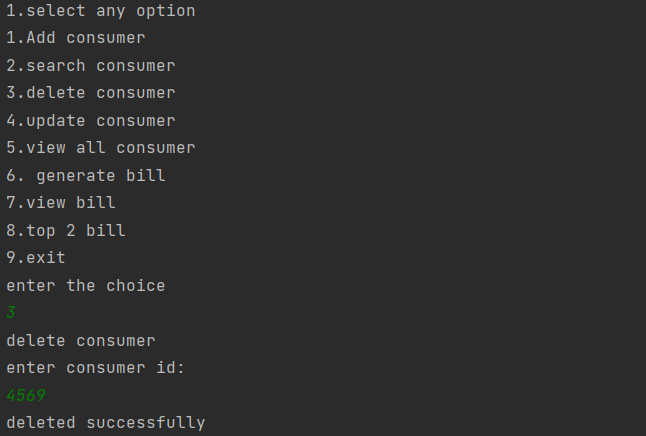 1.select any option
1.Add consumer
2.search consumer
3.delete consumer
4.update consumer
5.view all consumer
6. generate bill
7.view bill
8.top 2 bill
9.exit
enter the choice
3
delete consumer
enter consumer id:
4569
deleted successfully